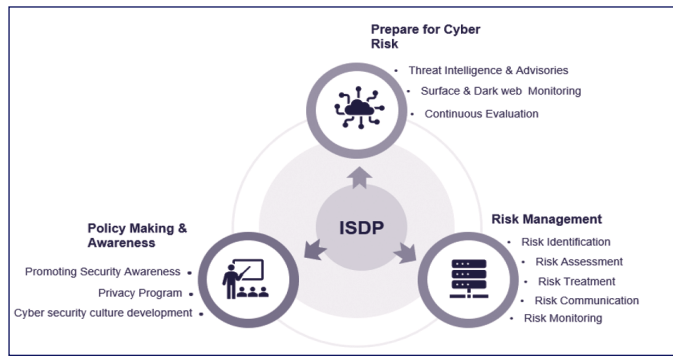 Prepare for Cyber
Risk
Threat Intelligence & Advisories
Surface & Dark web Monitoring
Continuous Evaluation
ISDP
Policy Making &
Awareness
Promoting Security Awareness
Privacy Program
Cyber security culture development
Risk Management
Risk Identification
Risk Assessment
Risk Treatment
Risk Communication
Risk Monitoring